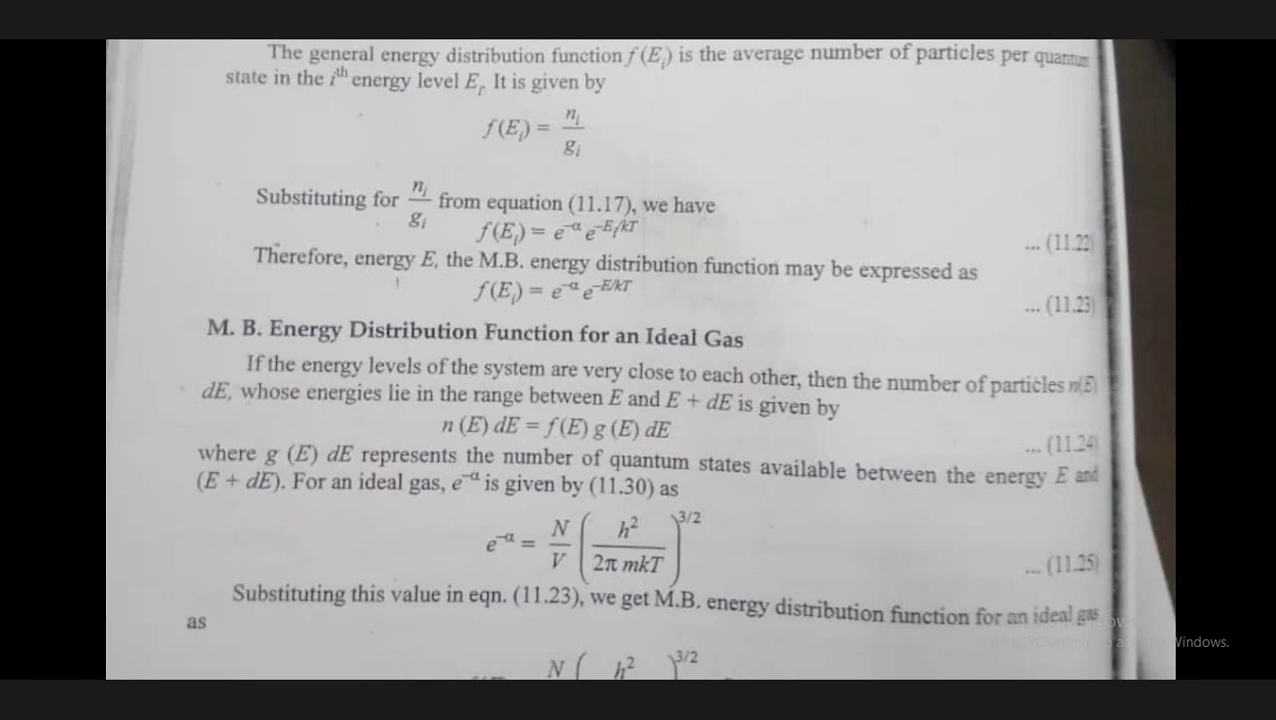 The general energy distribution function f (Ei) is the average number of particles per quantum
state in the ith energy level Ei. It is given by
f (Ei) = ni/gi
Substituting for ni/gi from equation (11.17), we have
f (Ei) = e^–α e^–Ei/kT ... (11.22)
Therefore, energy E, the M.B. energy distribution function may be expressed as
f (Ei) = e^–α e^–E/kT ... (11.23)
M. B. Energy Distribution Function for an Ideal Gas
If the energy levels of the system are very close to each other, then the number of particles n(E)
dE, whose energies lie in the range between E and E + dE is given by
n (E) dE = f (E) g (E) dE ... (11.24)
where g (E) dE represents the number of quantum states available between the energy E and
(E + dE). For an ideal gas, e^–α is given by (11.30) as
e^–α = N/V (h²/2π mkT)^3/2 ... (11.25)
Substituting this value in eqn. (11.23), we get M.B. energy distribution function for an ideal gas
as
N ( h² )^3/2
Windows.